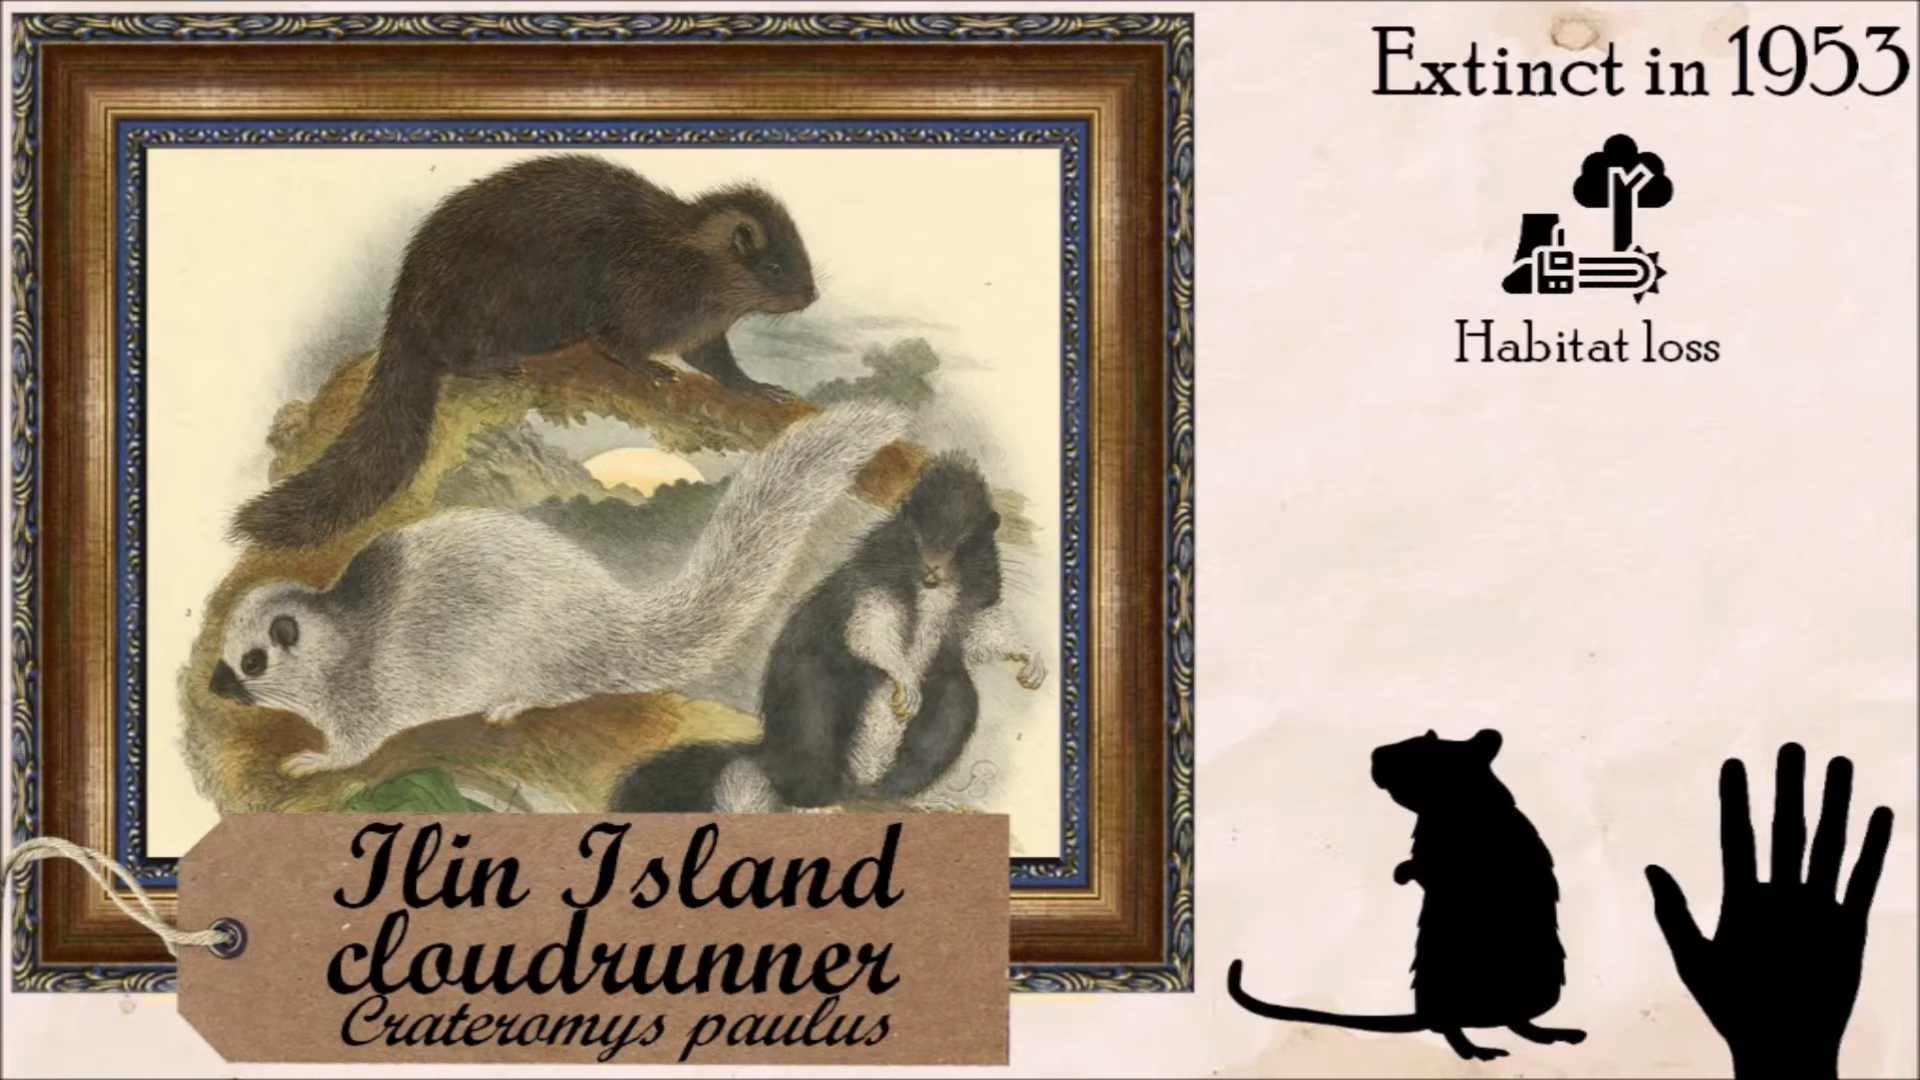 Extinct in 1953
Habitat loss
Ilin Island
cloudrunner
Crateromys paulus